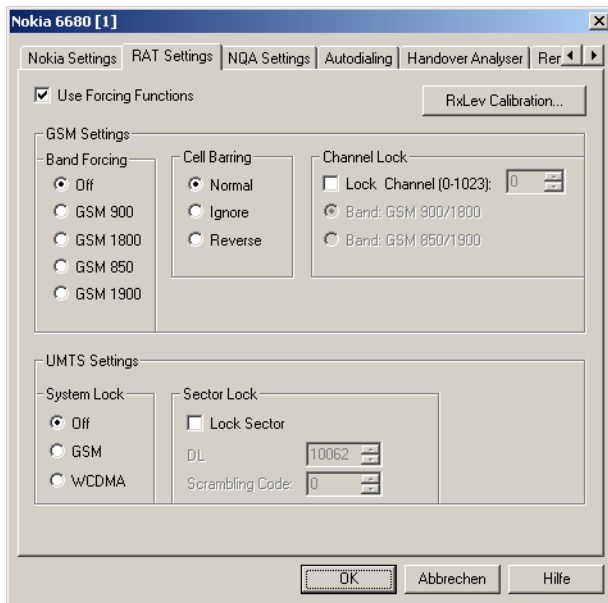 Nokia 6680 [1]
Nokia Settings RAT Settings NQA Settings Autodialing Handover Analyser Rer
Use Forcing Functions
RxLev Calibration...
GSM Settings
Band Forcing
Off
GSM 900
GSM 1800
GSM 850
GSM 1900
Cell Barring
Normal
Ignore
Reverse
Channel Lock
Lock Channel (0-1023): 0
Band: GSM 900/1800
Band: GSM 850/1900
UMTS Settings
System Lock
Off
GSM
WCDMA
Sector Lock
Lock Sector
DL 10062
Scrambling Code: 0
OK Abbrechen Hilfe